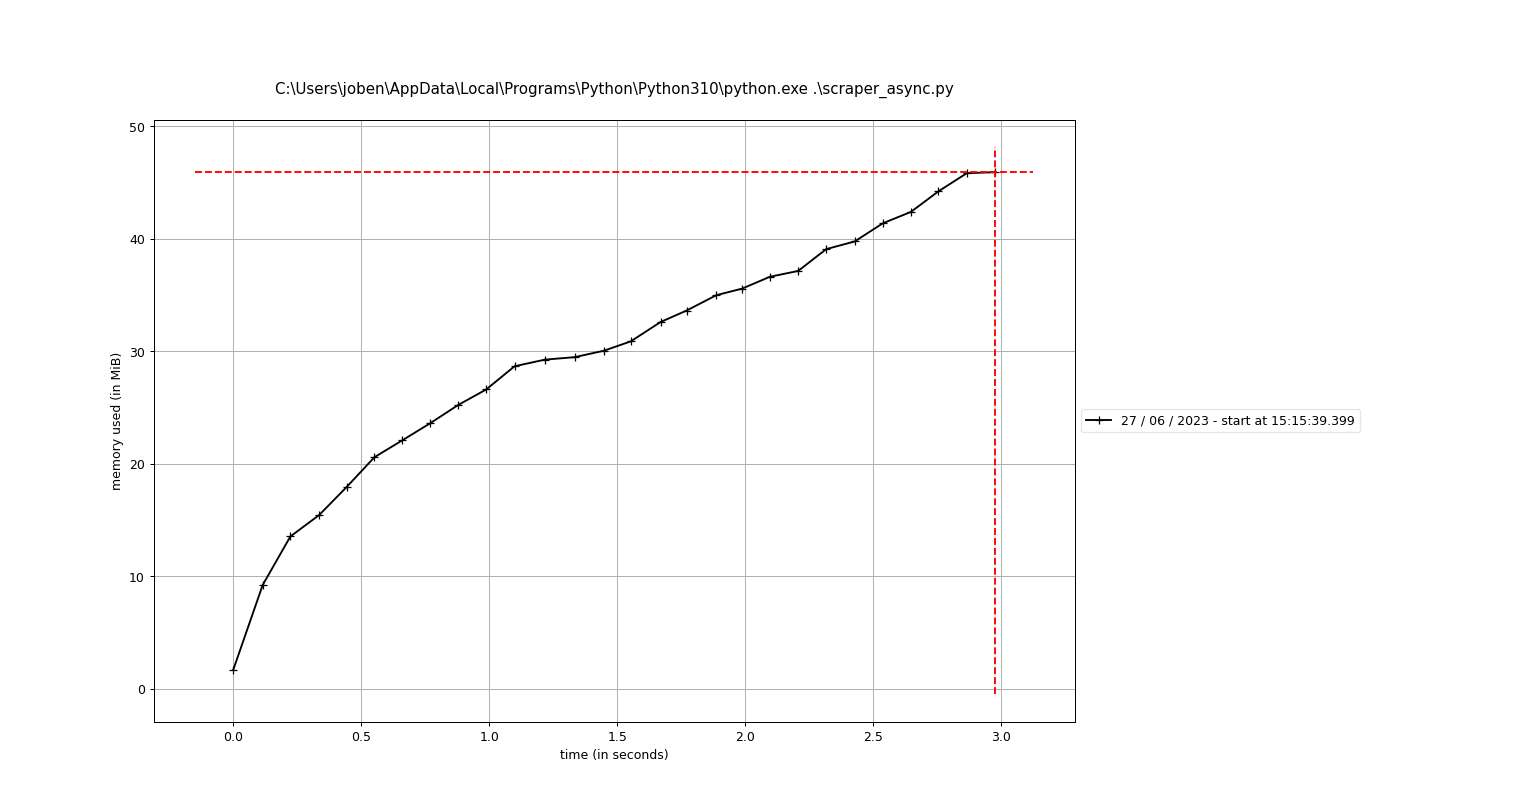 C:\Users\joben\AppData\Local\Programs\Python\Python310\python.exe .\scraper_async.py
50
40
30
20
10
0
memory used (in MiB)
0.0 0.5 1.0 1.5 2.0 2.5 3.0
time (in seconds)
27 / 06 / 2023 - start at 15:15:39.399